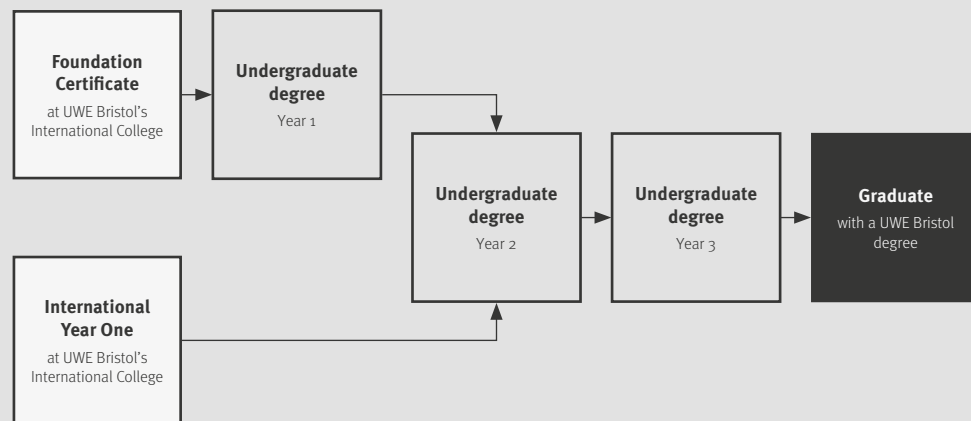 Foundation
Certificate
at UWE Bristol's
International College
Undergraduate
degree
Year 1
Undergraduate
degree
Year 2
Undergraduate
degree
Year 3
Graduate
with a UWE Bristol
degree
International
Year One
at UWE Bristol's
International College